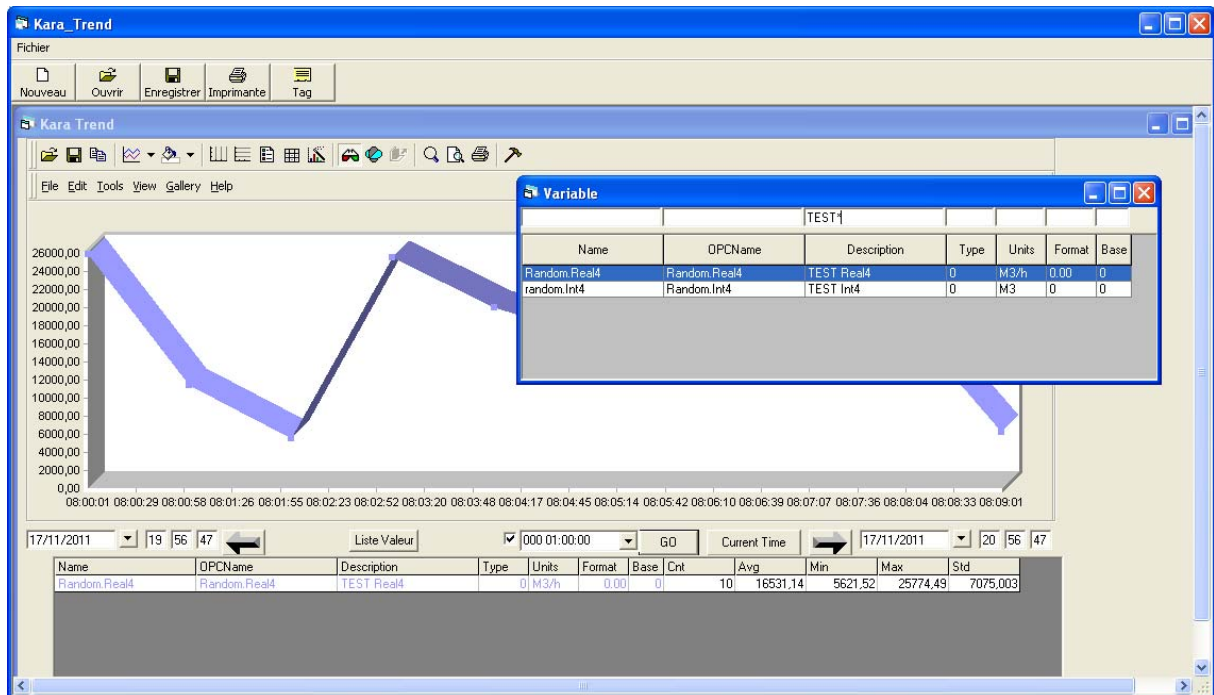 Kara_Trend
Fichier
Nouveau Ouvrir Enregistrer Imprimante Tag
Kara Trend
File Edit Tools View Gallery Help
Variable
TEST*
Name OPCName Description Type Units Format Base
Random.Real4 Random.Real4 TEST Real4 0 M3/h 0.00 0
random.Int4 Random.Int4 TEST Int4 0 M3 0 0
26000,00
24000,00
22000,00
20000,00
18000,00
16000,00
14000,00
12000,00
10000,00
8000,00
6000,00
4000,00
2000,00
0,00
08:00:01 08:00:29 08:00:58 08:01:26 08:01:55 08:02:23 08:02:52 08:03:20 08:03:48 08:04:17 08:04:45 08:05:14 08:05:42 08:06:10 08:06:39 08:07:07 08:07:36 08:08:04 08:08:33 08:09:01
17/11/2011 19 56 47 Liste Valeur 000 01:00:00 GO Current Time 17/11/2011 20 56 47
Name OPCName Description Type Units Format Base Cnt Avg Min Max Std
Random.Real4 Random.Real4 TEST Real4 0 M3/h 0.00 0 10 16531,14 5621,52 25774,49 7075,003